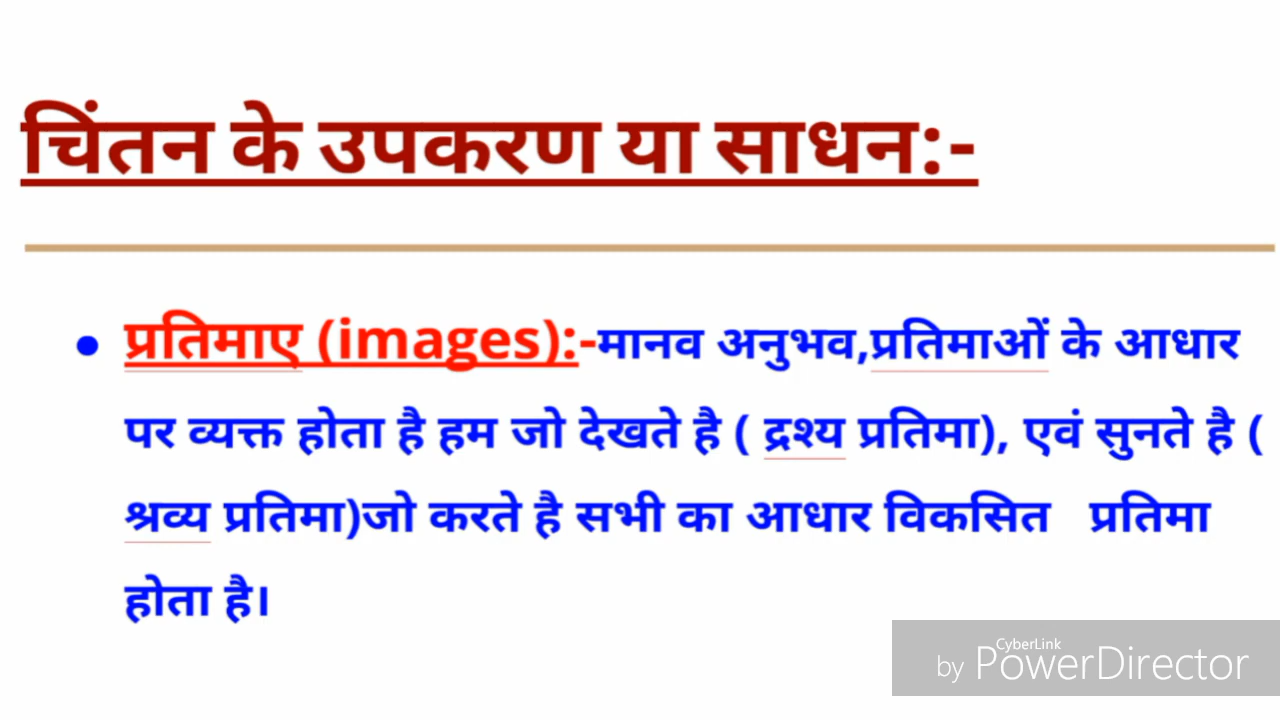 चिंतन के उपकरण या साधन:-
प्रतिमाए (images):-मानव अनुभव,प्रतिमाओं के आधार
पर व्यक्त होता है हम जो देखते है ( द्रश्य प्रतिमा), एवं सुनते है (
श्रव्य प्रतिमा)जो करते है सभी का आधार विकसित प्रतिमा
होता है।
CyberLink
by PowerDirector